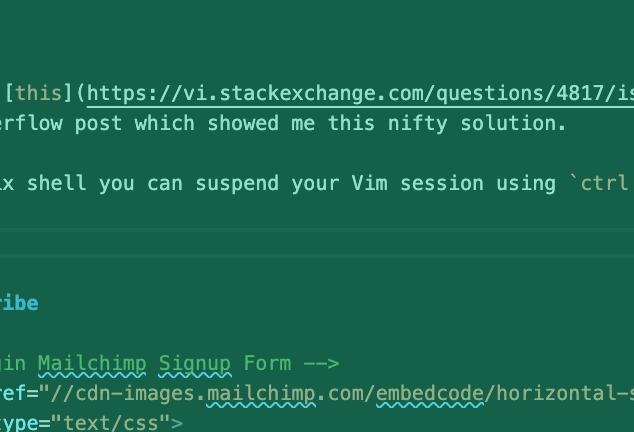 [this](https://vi.stackexchange.com/questions/4817/is
erflow post which showed me this nifty solution.
ix shell you can suspend your Vim session using `ctrl
ribe
gin Mailchimp Signup Form -->
ref="//cdn-images.mailchimp.com/embedcode/horizontal-s
type="text/css">